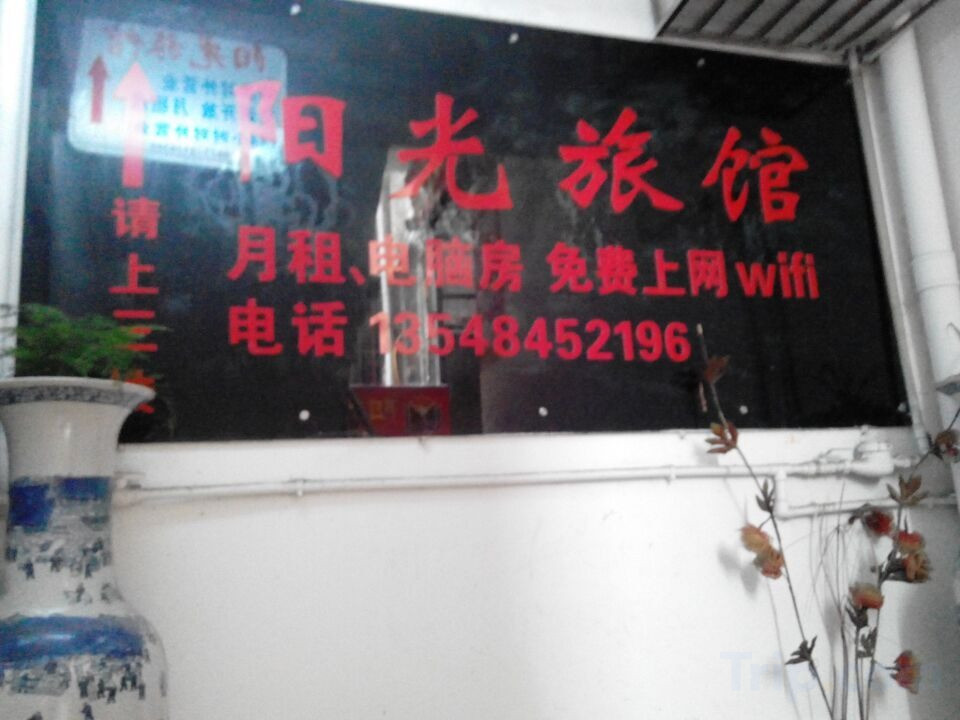 阳光旅馆
月租、电脑房 免费上网wifi
电话 13548452196
请上二楼